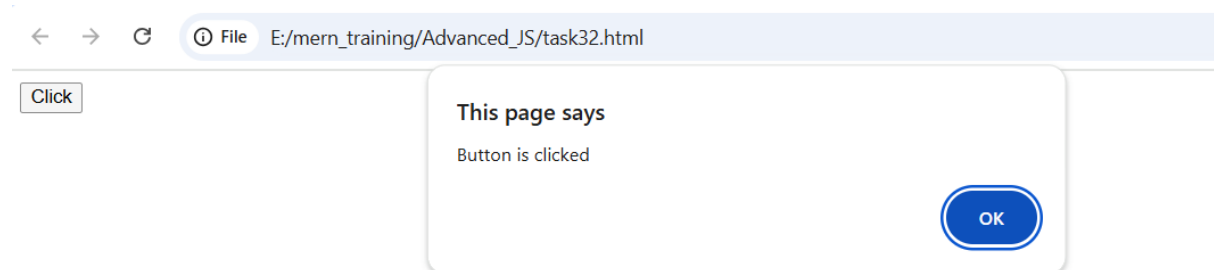 File E:/mern_training/Advanced_JS/task32.html
Click
This page says
Button is clicked
OK